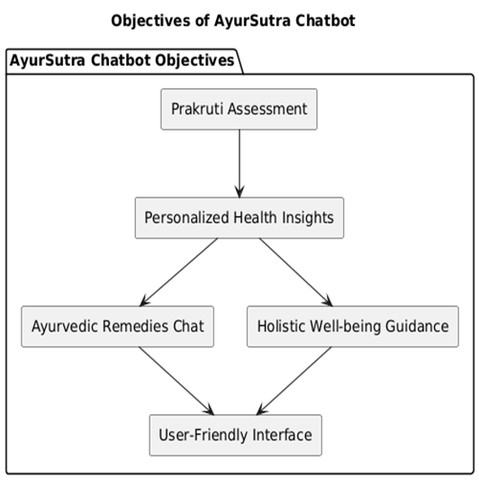 Objectives of AyurSutra Chatbot
AyurSutra Chatbot Objectives
Prakruti Assessment
Personalized Health Insights
Ayurvedic Remedies Chat
Holistic Well-being Guidance
User-Friendly Interface